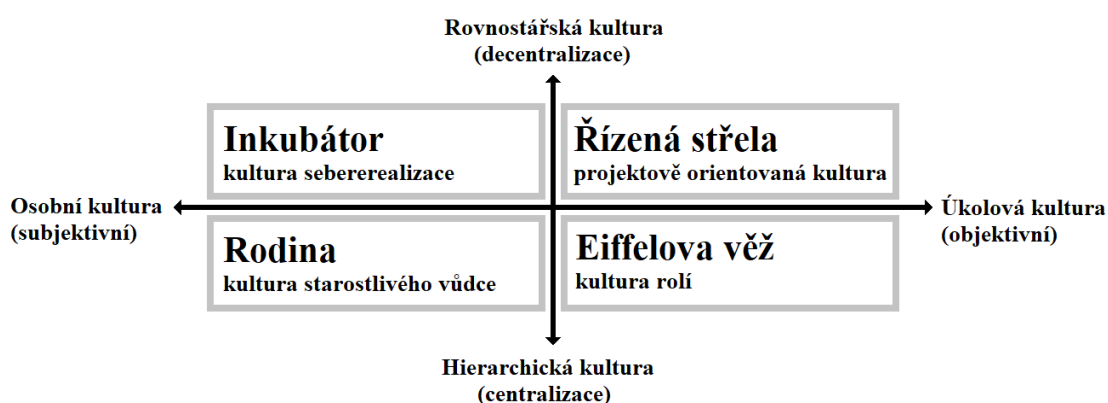 Rovnostářská kultura
(decentralizace)
Inkubátor
kultura sebererealizace
Řízená střela
projektově orientovaná kultura
Osobní kultura
(subjektivní)
Úkolová kultura
(objektivní)
Rodina
kultura starostlivého vůdce
Eiffelova věž
kultura rolí
Hierarchická kultura
(centralizace)